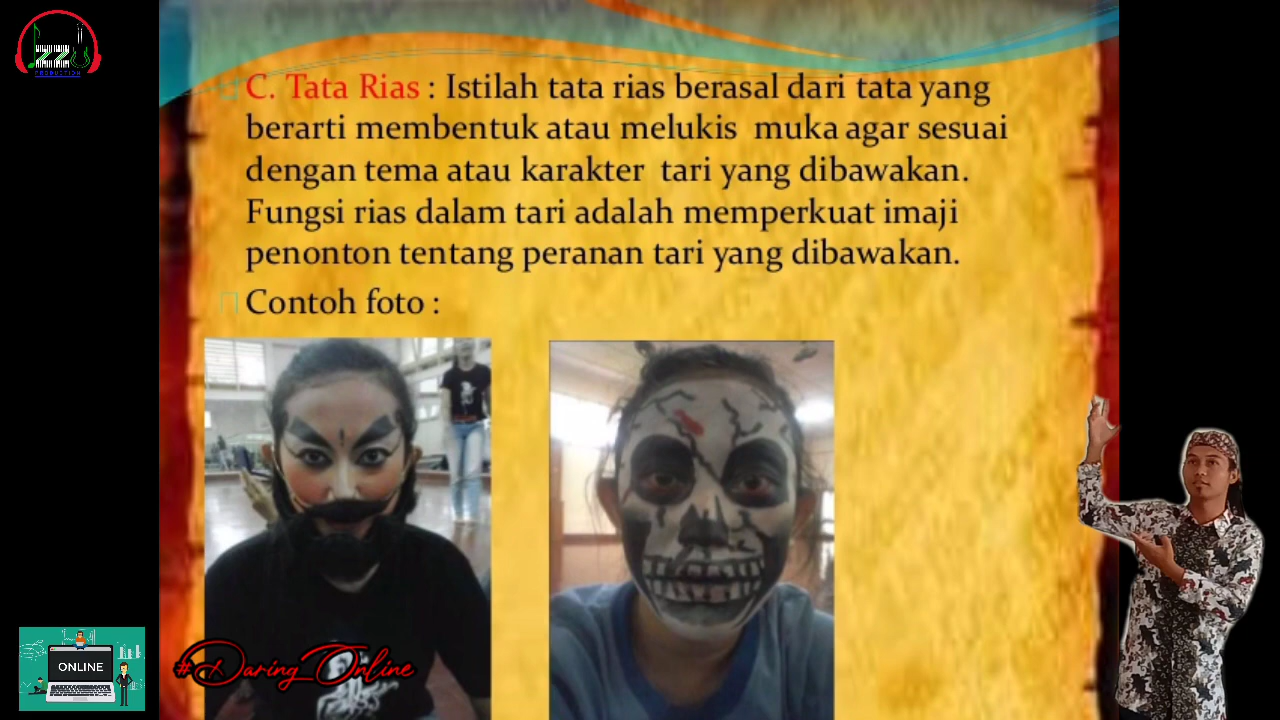 ZZU
PRODUCTION
C. Tata Rias : Istilah tata rias berasal dari tata yang
berarti membentuk atau melukis muka agar sesuai
dengan tema atau karakter tari yang dibawakan.
Fungsi rias dalam tari adalah memperkuat imaji
penonton tentang peranan tari yang dibawakan.
Contoh foto :
ONLINE
#Daring_Online